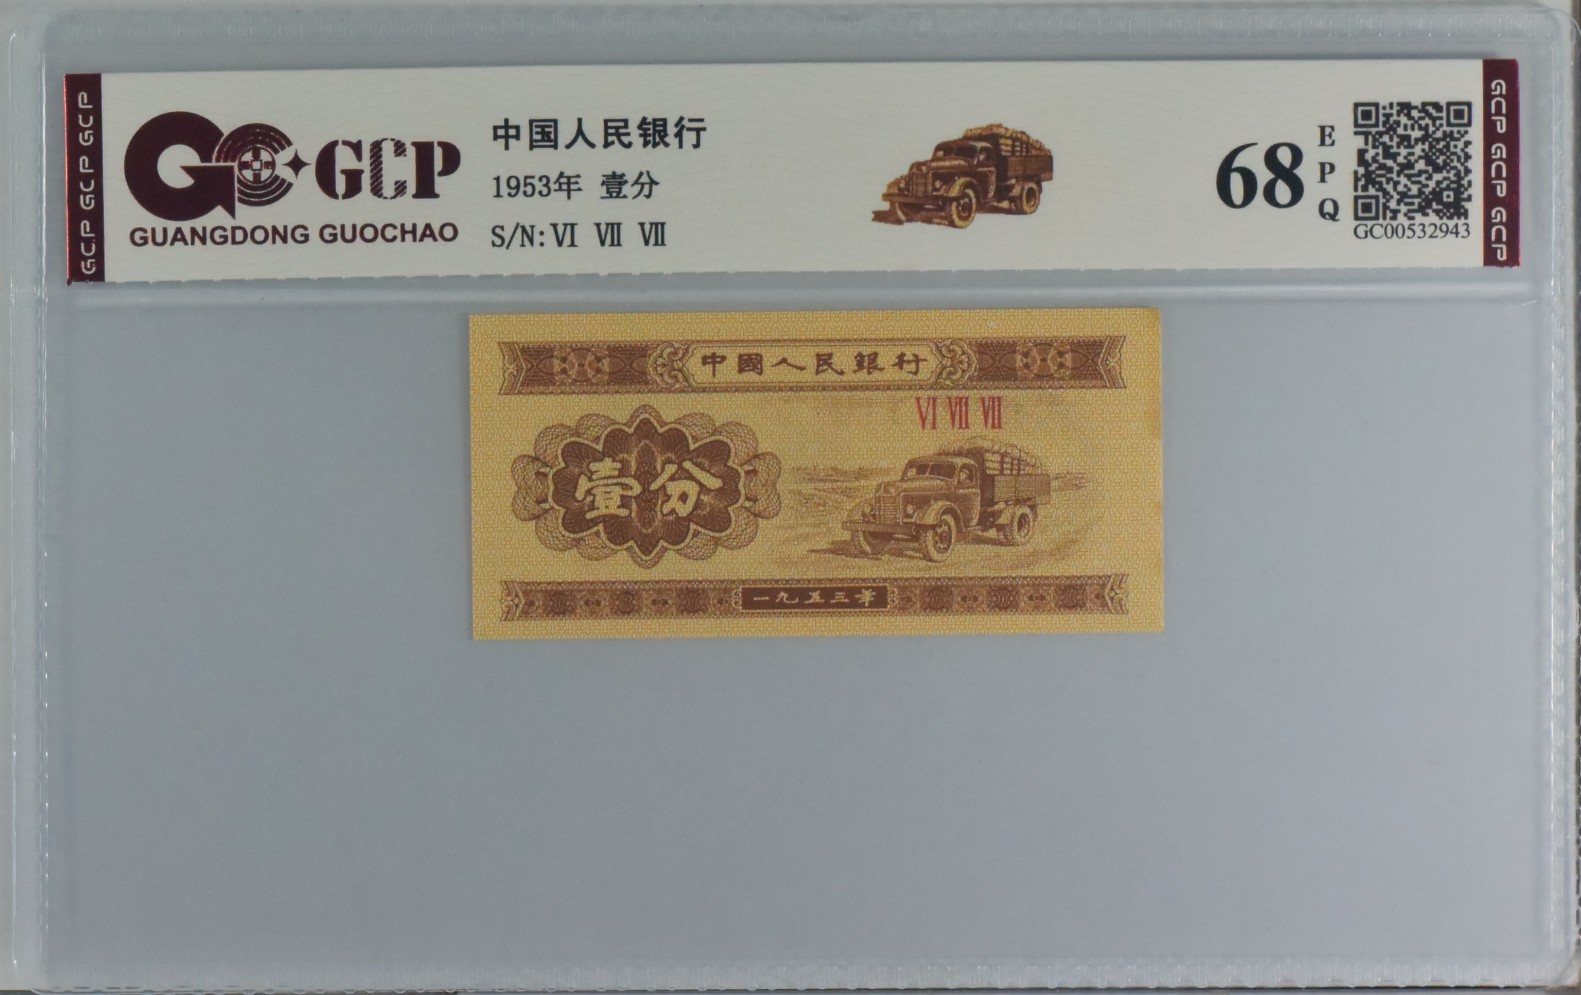 GCP GCP GCP
GCP
GUANGDONG GUOCHAO
中国人民银行
1953年 壹分
S/N: Ⅵ Ⅶ Ⅶ
68
EPQ
GC00532943
GCP GCP GCP
中國人民銀行
Ⅵ Ⅶ Ⅶ
壹分
一九五三年